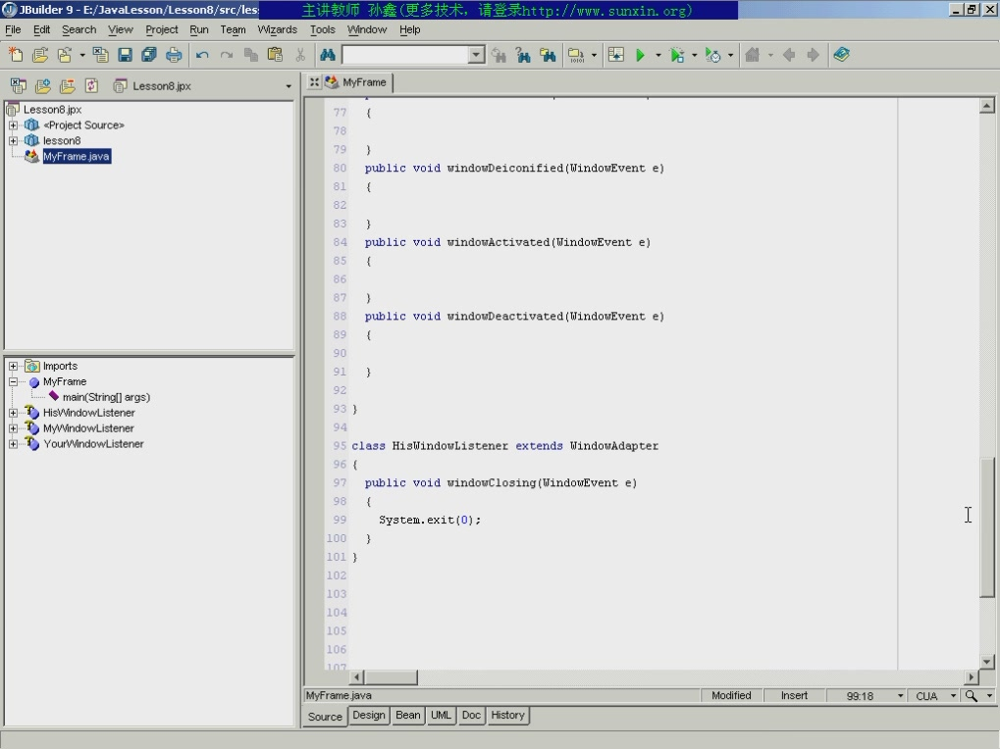 JBuilder 9 - E:/JavaLesson/Lesson8/src/les
主讲教师 孙鑫(更多技术，请登录http://www.sunxin.org)
File Edit Search View Project Run Team Wizards Tools Window Help
Lesson8.jpx
MyFrame
Lesson8.jpx
<Project Source>
lesson8
MyFrame.java
Imports
MyFrame
main(String[] args)
HisWindowListener
MyWindowListener
YourWindowListener
77 {
78
79 }
80 public void windowDeiconified(WindowEvent e)
81 {
82
83 }
84 public void windowActivated(WindowEvent e)
85 {
86
87 }
88 public void windowDeactivated(WindowEvent e)
89 {
90
91 }
92
93 }
94
95 class HisWindowListener extends WindowAdapter
96 {
97 public void windowClosing(WindowEvent e)
98 {
99 System.exit(0);
100 }
101 }
102
103
104
105
106
107
MyFrame.java Modified Insert 99:18 CUA
Source Design Bean UML Doc History